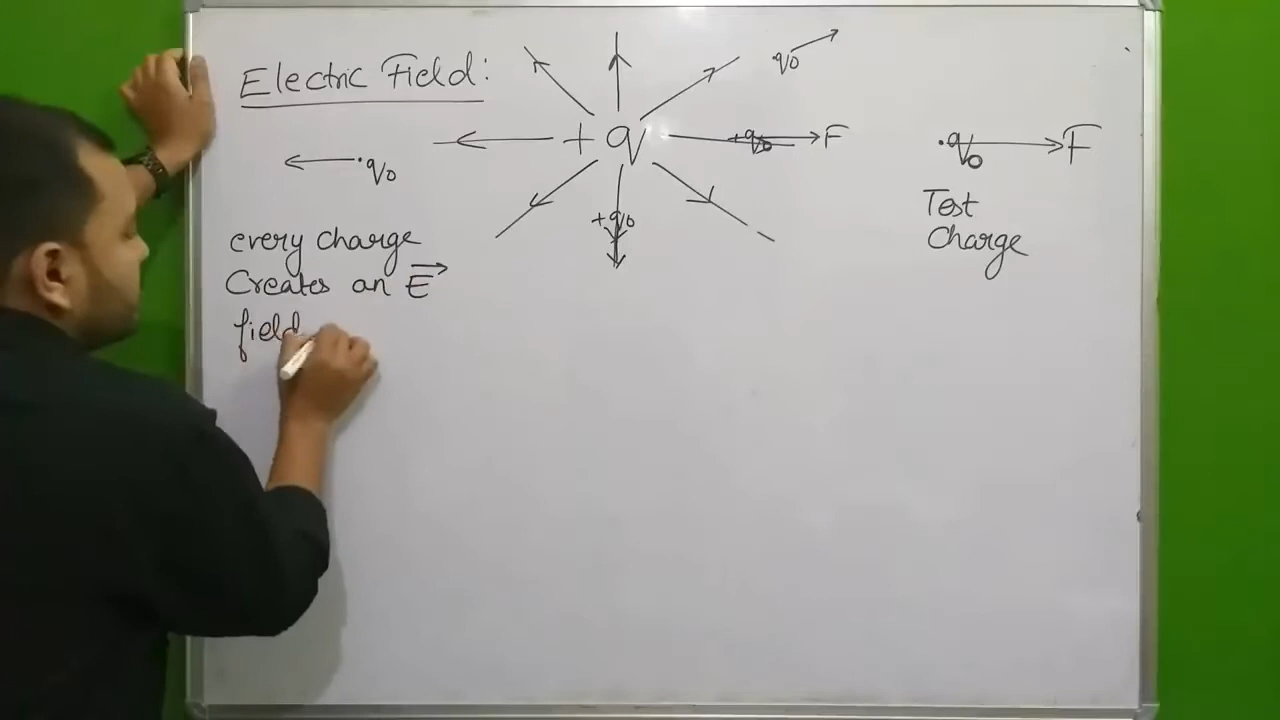 Electric Field:
q₀
+ q
+q₀
F
.q₀
F
.q₀
Test
Charge
+q₀
every charge
Creates an E⃗
field